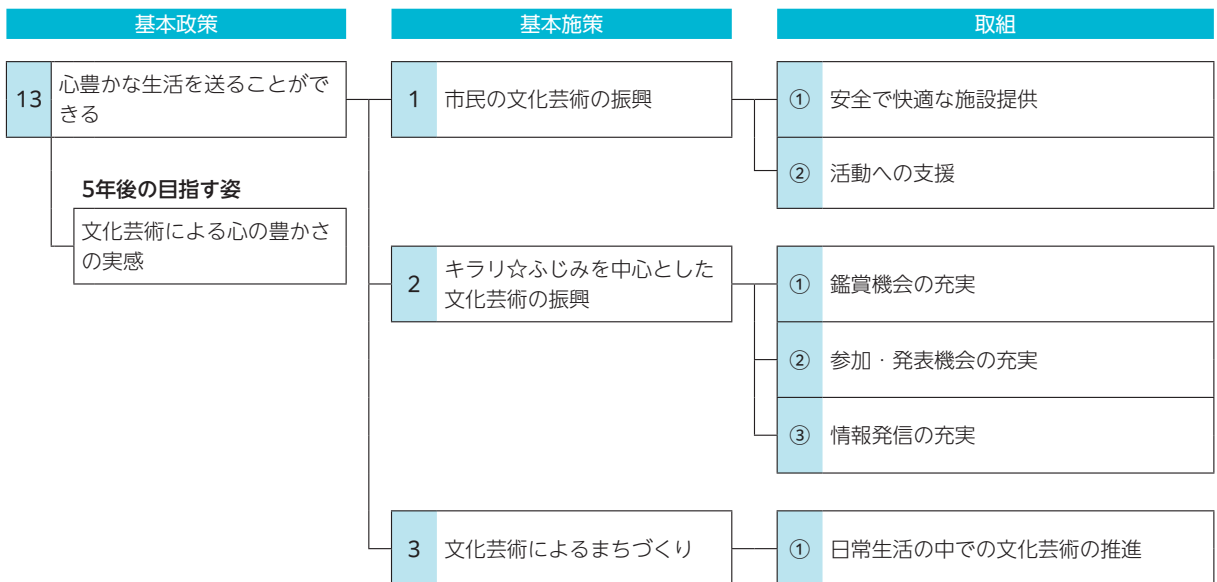 基本政策
基本施策
取組
13
心豊かな生活を送ることがで
きる
5年後の目指す姿
文化芸術による心の豊かさ
の実感
1
市民の文化芸術の振興
①
安全で快適な施設提供
②
活動への支援
2
キラリ☆ふじみを中心とした
文化芸術の振興
①
鑑賞機会の充実
②
参加・発表機会の充実
③
情報発信の充実
3
文化芸術によるまちづくり
①
日常生活の中での文化芸術の推進